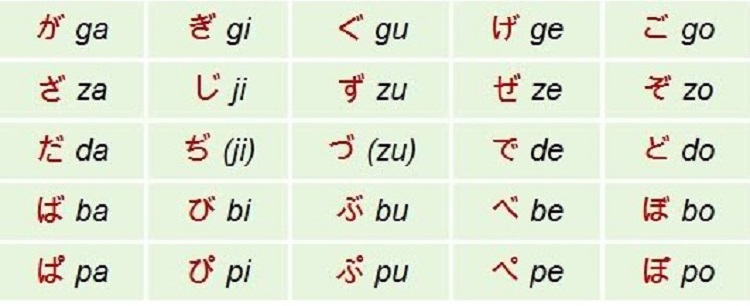 が ga ぎ gi ぐ gu げ ge ご go
ざ za じ ji ず zu ぜ ze ぞ zo
だ da ぢ (ji) づ (zu) で de ど do
ば ba び bi ぶ bu べ be ぼ bo
ぱ pa ぴ pi ぷ pu ぺ pe ぽ po